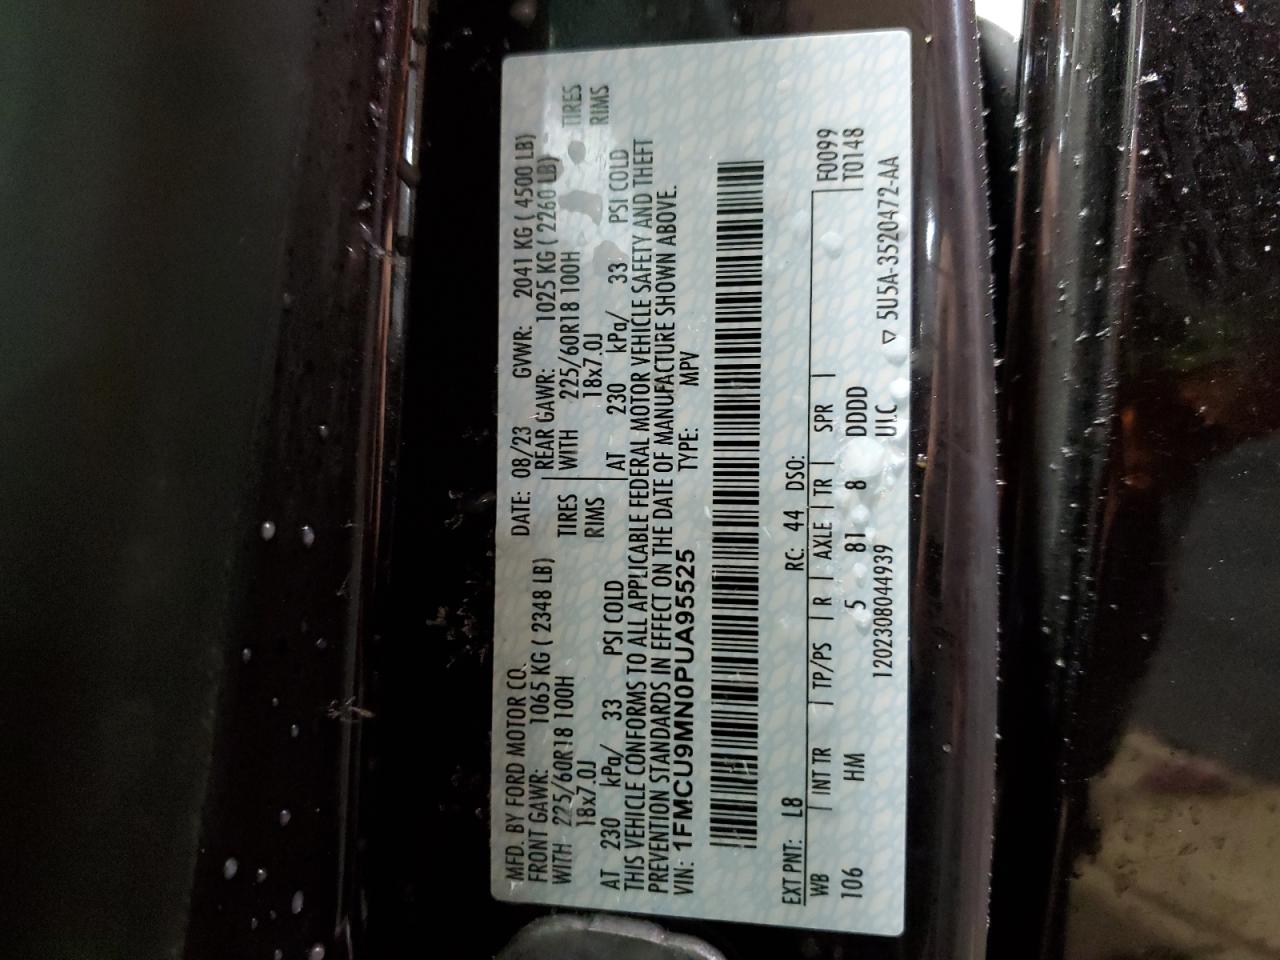 MFD. BY FORD MOTOR CO. DATE: 08/23 GVWR: 2041 KG ( 4500 LB)
FRONT GAWR: 1065 KG ( 2348 LB) REAR GAWR: 1025 KG ( 2260 LB)
WITH 225/60R18 100H TIRES WITH 225/60R18 100H TIRES
18x7.0J RIMS 18x7.0J RIMS
AT 230 kPa/ 33 PSI COLD AT 230 kPa/ 33 PSI COLD
THIS VEHICLE CONFORMS TO ALL APPLICABLE FEDERAL MOTOR VEHICLE SAFETY AND THEFT
PREVENTION STANDARDS IN EFFECT ON THE DATE OF MANUFACTURE SHOWN ABOVE.
VIN: 1FMCU9MN0PUA95525 TYPE: MPV
EXT PNT: L8 RC: 44 DSO:
WB INT TR TP/PS R AXLE TR SPR F0099
106 HM 5 81 8 DDDD T0148
1202308044939 UIC ▽ 5U5A-3520472-AA